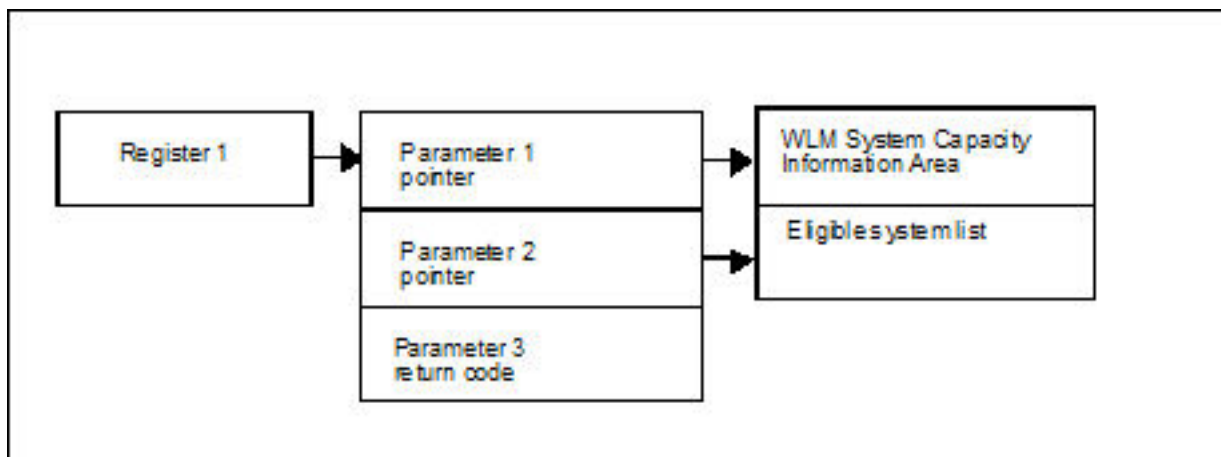 Register 1
Parameter 1
pointer
WLM System Capacity
Information Area
Parameter 2
pointer
Eligible system list
Parameter 3
return code